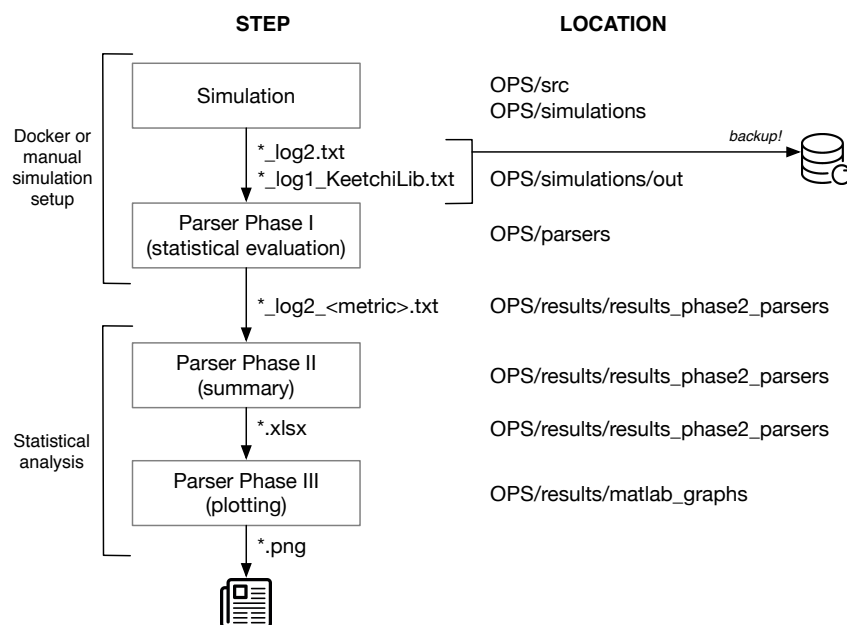 STEP LOCATION
Simulation
OPS/src
OPS/simulations
Docker or
manual
simulation
setup
*_log2.txt
*_log1_KeetchiLib.txt
backup!
OPS/simulations/out
Parser Phase I
(statistical evaluation)
OPS/parsers
*_log2_<metric>.txt
OPS/results/results_phase2_parsers
Parser Phase II
(summary)
OPS/results/results_phase2_parsers
Statistical
analysis
*.xlsx
OPS/results/results_phase2_parsers
Parser Phase III
(plotting)
OPS/results/matlab_graphs
*.png